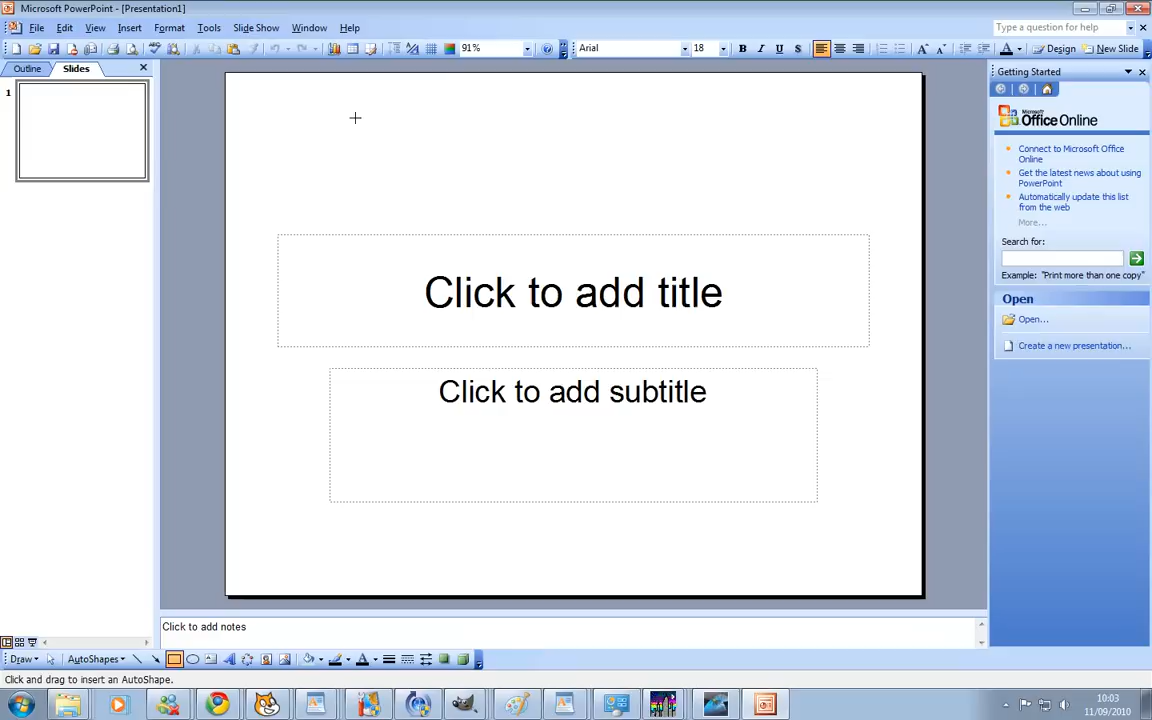 Microsoft PowerPoint - [Presentation1]
File Edit View Insert Format Tools Slide Show Window Help
Type a question for help
91%
Arial
18
B I U S
A
Design
New Slide
Outline
Slides
Getting Started
1
Office Online
Connect to Microsoft Office
Online
Get the latest news about using
PowerPoint
Automatically update this list
from the web
More...
Search for:
Example: "Print more than one copy"
Open
Open...
Create a new presentation...
Click to add title
Click to add subtitle
Click to add notes
Draw
AutoShapes
A
Click and drag to insert an AutoShape.
10:03
11/09/2010